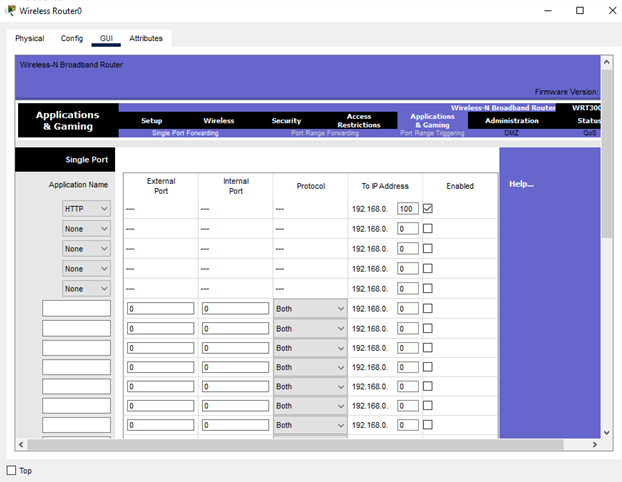 Wireless Router0
Physical Config GUI Attributes
Wireless-N Broadband Router
Firmware Version:
Wireless-N Broadband Router WRT300
Applications & Gaming
Setup Wireless Security Access Restrictions Applications & Gaming Administration Status
Single Port Forwarding Port Range Forwarding Port Range Triggering DMZ QoS
Single Port
Help...
Application Name External Port Internal Port Protocol To IP Address Enabled
HTTP --- --- --- 192.168.0. 100
None --- --- --- 192.168.0. 0
None --- --- --- 192.168.0. 0
None --- --- --- 192.168.0. 0
None --- --- --- 192.168.0. 0
0 0 Both 192.168.0. 0
0 0 Both 192.168.0. 0
0 0 Both 192.168.0. 0
0 0 Both 192.168.0. 0
0 0 Both 192.168.0. 0
0 0 Both 192.168.0. 0
0 0 Both 192.168.0. 0
Top